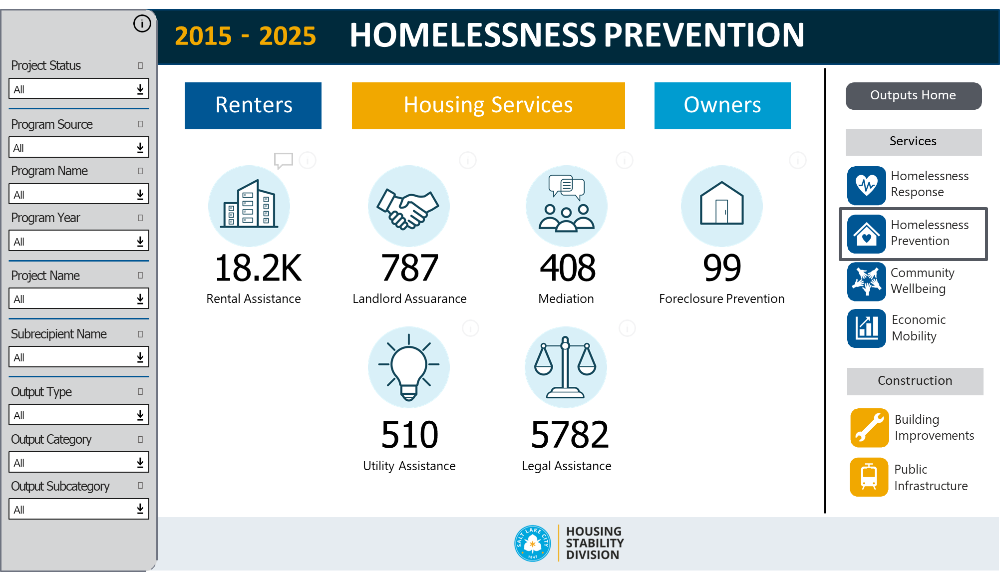 2015 - 2025 HOMELESSNESS PREVENTION
Project Status
All
Program Source
All
Program Name
All
Program Year
All
Project Name
All
Subrecipient Name
All
Output Type
All
Output Category
All
Output Subcategory
All
Renters
Housing Services
Owners
18.2K
Rental Assistance
787
Landlord Assuarance
408
Mediation
99
Foreclosure Prevention
510
Utility Assistance
5782
Legal Assistance
Outputs Home
Services
Homelessness
Response
Homelessness
Prevention
Community
Wellbeing
Economic
Mobility
Construction
Building
Improvements
Public
Infrastructure
SALT LAKE CITY
1847
HOUSING
STABILITY
DIVISION